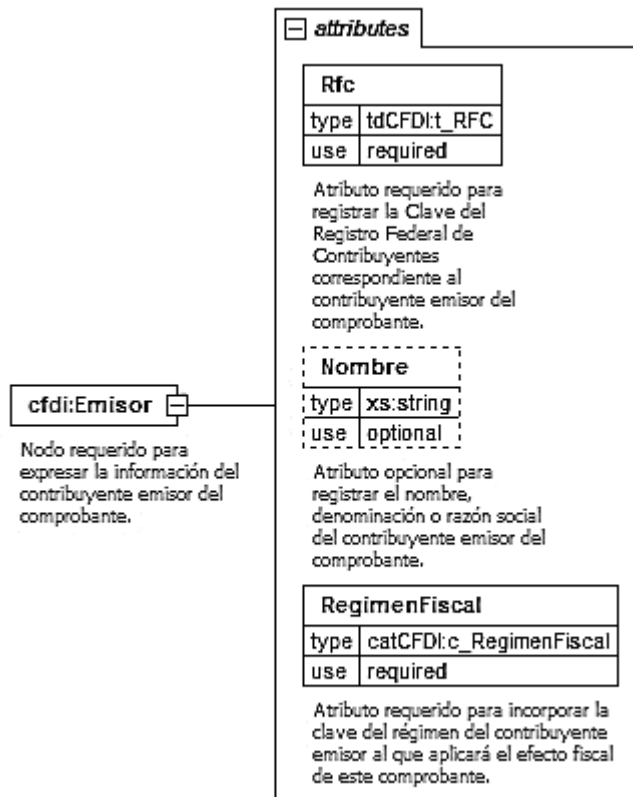 attributes
Rfc
type tdCFDI:t_RFC
use required
Atributo requerido para
registrar la Clave del
Registro Federal de
Contribuyentes
correspondiente al
contribuyente emisor del
comprobante.
Nombre
type xs:string
use optional
Atributo opcional para
registrar el nombre,
denominación o razón social
del contribuyente emisor del
comprobante.
cfdi:Emisor
Nodo requerido para
expresar la información del
contribuyente emisor del
comprobante.
RegimenFiscal
type catCFDI:c_RegimenFiscal
use required
Atributo requerido para incorporar la
clave del régimen del contribuyente
emisor al que aplicará el efecto fiscal
de este comprobante.